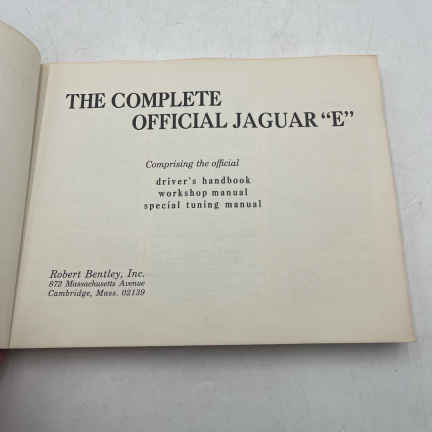 THE COMPLETE
OFFICIAL JAGUAR “E”
Comprising the official
driver's handbook
workshop manual
special tuning manual
Robert Bentley, Inc.
872 Massachusetts Avenue
Cambridge, Mass. 02139